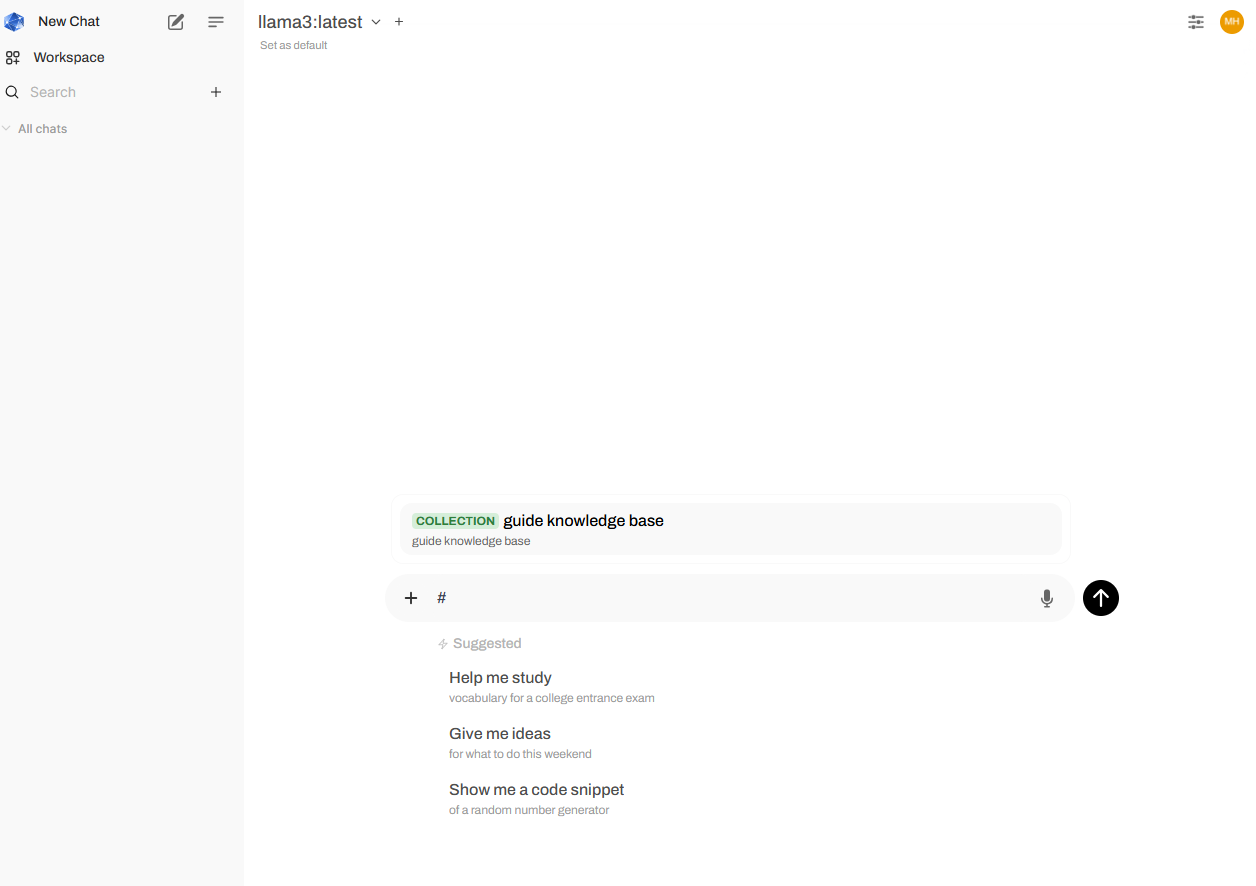 New Chat
Workspace
Search
All chats
llama3:latest
Set as default
MH
COLLECTION guide knowledge base
guide knowledge base
#
Suggested
Help me study
vocabulary for a college entrance exam
Give me ideas
for what to do this weekend
Show me a code snippet
of a random number generator